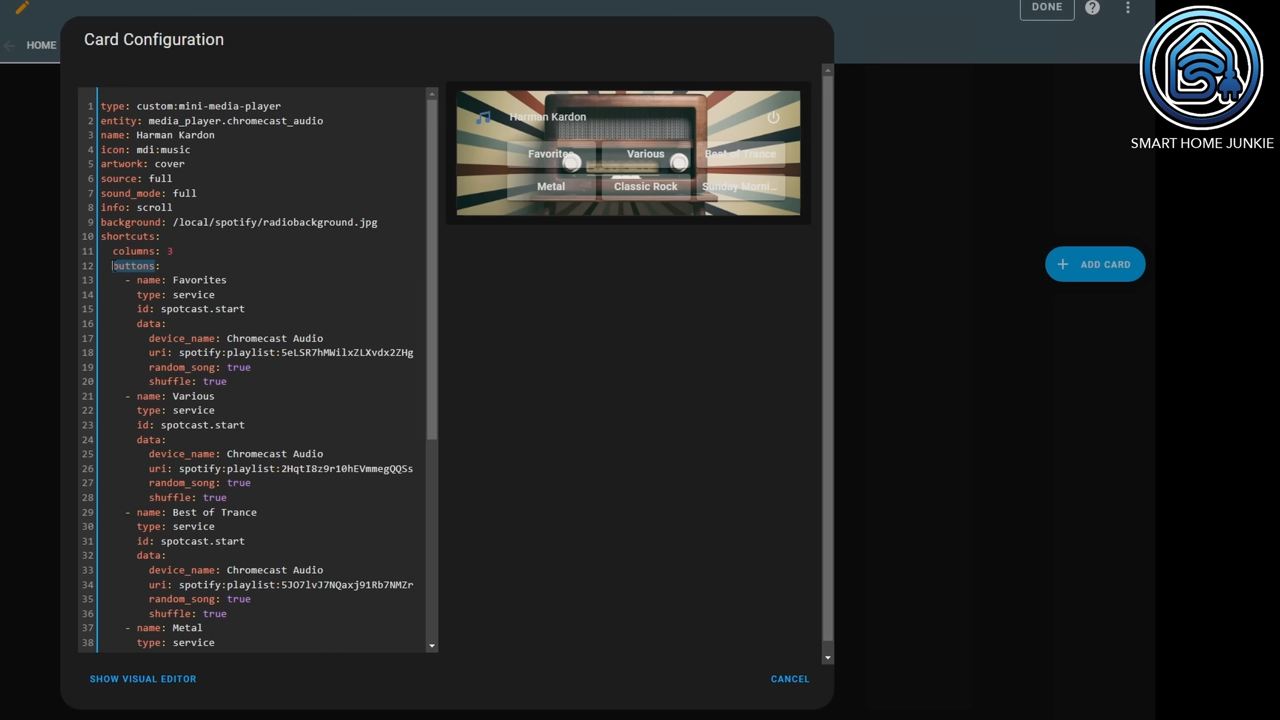 DONE
HOME
Card Configuration
SMART HOME JUNKIE
1 type: custom:mini-media-player
2 entity: media_player.chromecast_audio
3 name: Harman Kardon
4 icon: mdi:music
5 artwork: cover
6 source: full
7 sound_mode: full
8 info: scroll
9 background: /local/spotify/radiobackground.jpg
10 shortcuts:
11 columns: 3
12 buttons:
13 - name: Favorites
14 type: service
15 id: spotcast.start
16 data:
17 device_name: Chromecast Audio
18 uri: spotify:playlist:5eLSR7hMWilxZLXvdx2ZHg
19 random_song: true
20 shuffle: true
21 - name: Various
22 type: service
23 id: spotcast.start
24 data:
25 device_name: Chromecast Audio
26 uri: spotify:playlist:2HqtI8z9r10hEVmmegQQSs
27 random_song: true
28 shuffle: true
29 - name: Best of Trance
30 type: service
31 id: spotcast.start
32 data:
33 device_name: Chromecast Audio
34 uri: spotify:playlist:5JO7lvJ7NQaxj91Rb7NMZr
35 random_song: true
36 shuffle: true
37 - name: Metal
38 type: service
Harman Kardon
Favorites Various Best of Trance
Metal Classic Rock Sunday Morni...
+ ADD CARD
SHOW VISUAL EDITOR
CANCEL